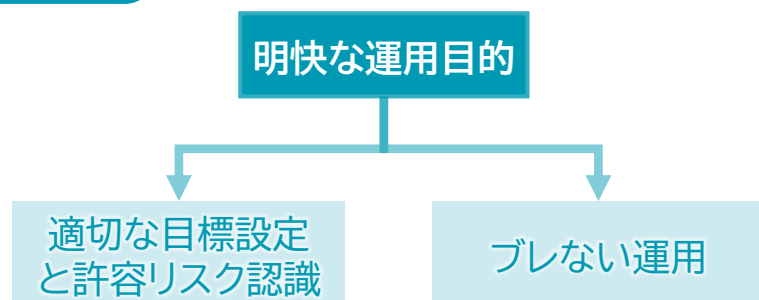 明快な運用目的
適切な目標設定
と許容リスク認識
ブレない運用